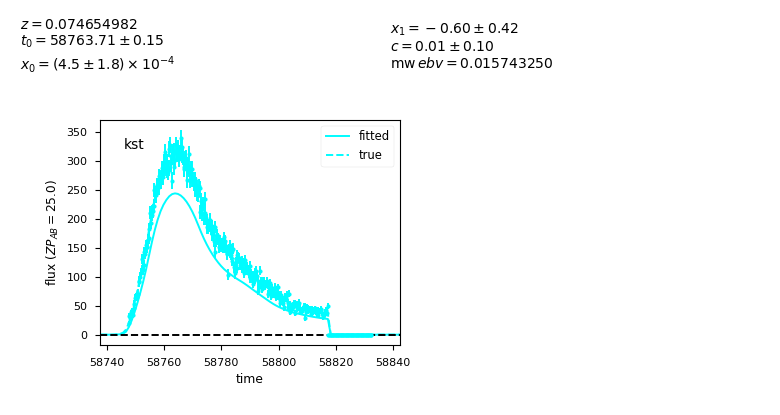 z = 0.074654982
t₀ = 58763.71 ± 0.15
x₀ = (4.5 ± 1.8) × 10⁻⁴
x₁ = −0.60 ± 0.42
c = 0.01 ± 0.10
mw ebv = 0.015743250
kst
fitted
true
350
300
250
200
150
100
50
0
flux (ZP_AB = 25.0)
58740 58760 58780 58800 58820 58840
time